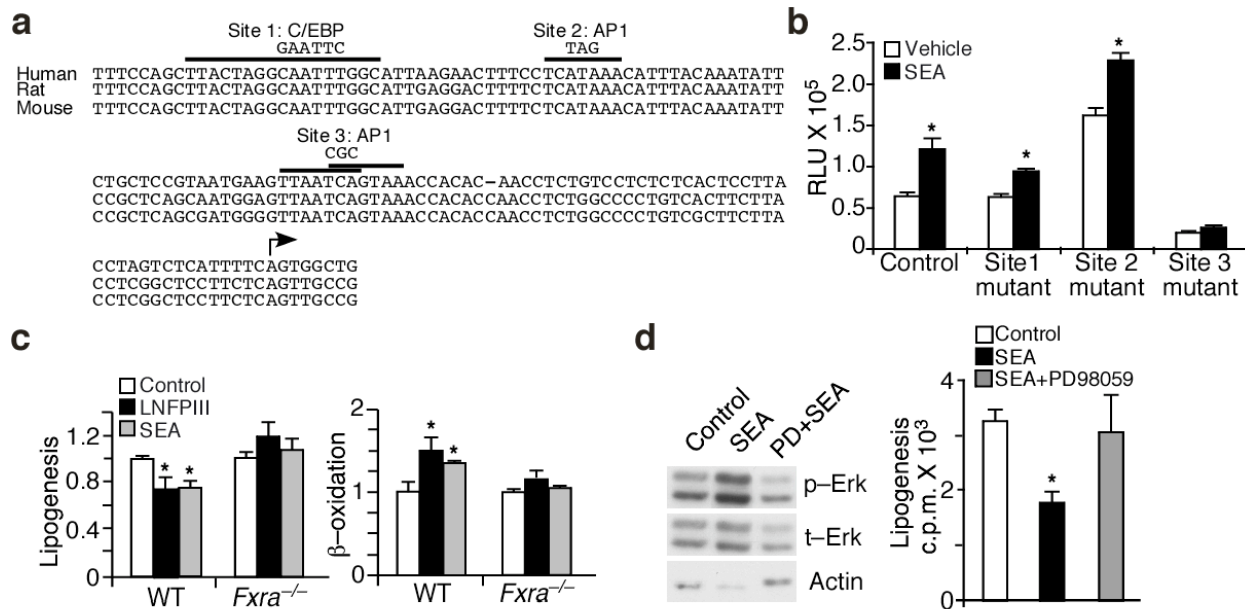 a
Site 1: C/EBP
GAATTC
Site 2: AP1
TAG
Human TTTCCAGCTTACTAGGCAATTTGGCATTAAGAACTTTCCTCATAAACATTTACAAATATT
Rat TTTCCAGCTTACTAGGCAATTTGGCATTGAGGACTTTTCTCATAAACATTTACAAATATT
Mouse TTTCCAGCTTACTAGGCAATTTGGCATTGAGGACTTTTCTCATAAACATTTACAAATATT
Site 3: AP1
CGC
CTGCTCCGTAATGAAGTTAATCAGTAAACCACAC–AACCTCTGTCCTCTCTCACTCCTTA
CCGCTCAGCAATGGAGTTAATCAGTAAACCACACCAACCTCTGGCCCCTGTCACTTCTTA
CCGCTCAGCGATGGGGTTAATCAGTAAACCACACCAACCTCTGGCCCCTGTCGCTTCTTA
CCTAGTCTCATTTTCAGTGGCTG
CCTCGGCTCCTTCTCAGTTGCCG
CCTCGGCTCCTTCTCAGTTGCCG
b
Vehicle
SEA
RLU X 10⁵
2.5
2.0
1.5
1.0
0.5
0
*
*
*
Control
Site1 mutant
Site 2 mutant
Site 3 mutant
c
Control
LNFPIII
SEA
Lipogenesis
1.2
0.8
0.4
0
* *
WT
Fxra–/–
β–oxidation
2
1
0
* *
WT
Fxra–/–
d
Control
SEA
PD+SEA
p–Erk
t–Erk
Actin
Control
SEA
SEA+PD98059
Lipogenesis
c.p.m. X 10³
4
2
0
*